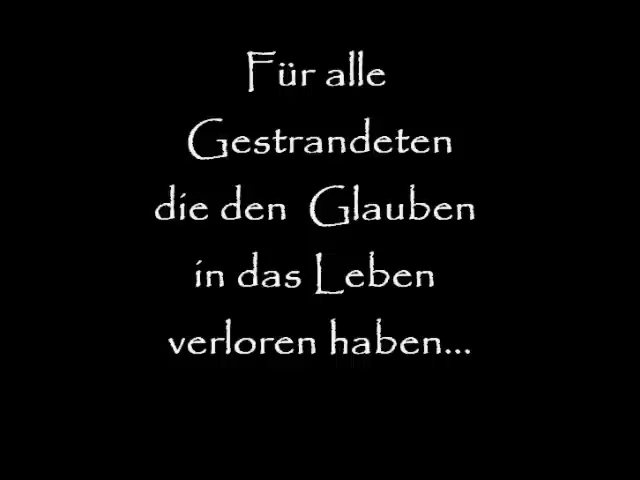 Für alle
Gestrandeten
die den Glauben
in das Leben
verloren haben...